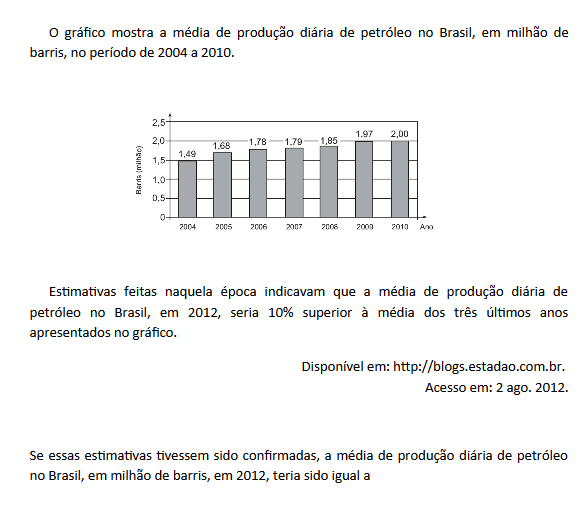 O gráfico mostra a média de produção diária de petróleo no Brasil, em milhão de
barris, no período de 2004 a 2010.
Barris (milhão)
2,5
2,0
1,5
1,0
0,5
0
1,49
1,68
1,78
1,79
1,85
1,97
2,00
2004 2005 2006 2007 2008 2009 2010 Ano
Estimativas feitas naquela época indicavam que a média de produção diária de
petróleo no Brasil, em 2012, seria 10% superior à média dos três últimos anos
apresentados no gráfico.
Disponível em: http://blogs.estadao.com.br.
Acesso em: 2 ago. 2012.
Se essas estimativas tivessem sido confirmadas, a média de produção diária de petróleo
no Brasil, em milhão de barris, em 2012, teria sido igual a